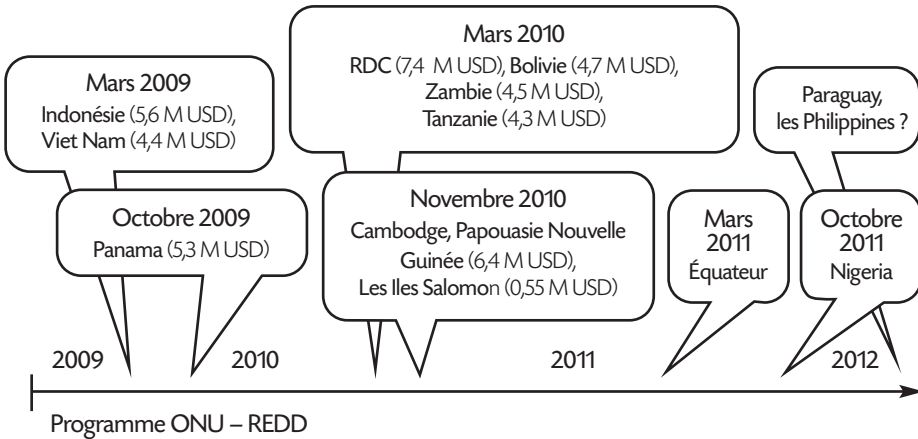 Mars 2009
Indonésie (5,6 M USD),
Viet Nam (4,4 M USD)
Octobre 2009
Panama (5,3 M USD)
Mars 2010
RDC (7,4 M USD), Bolivie (4,7 M USD),
Zambie (4,5 M USD),
Tanzanie (4,3 M USD)
Novembre 2010
Cambodge, Papouasie Nouvelle
Guinée (6,4 M USD),
Les Iles Salomon (0,55 M USD)
Mars
2011
Équateur
Paraguay,
les Philippines ?
Octobre
2011
Nigeria
2009 2010 2011 2012
Programme ONU – REDD